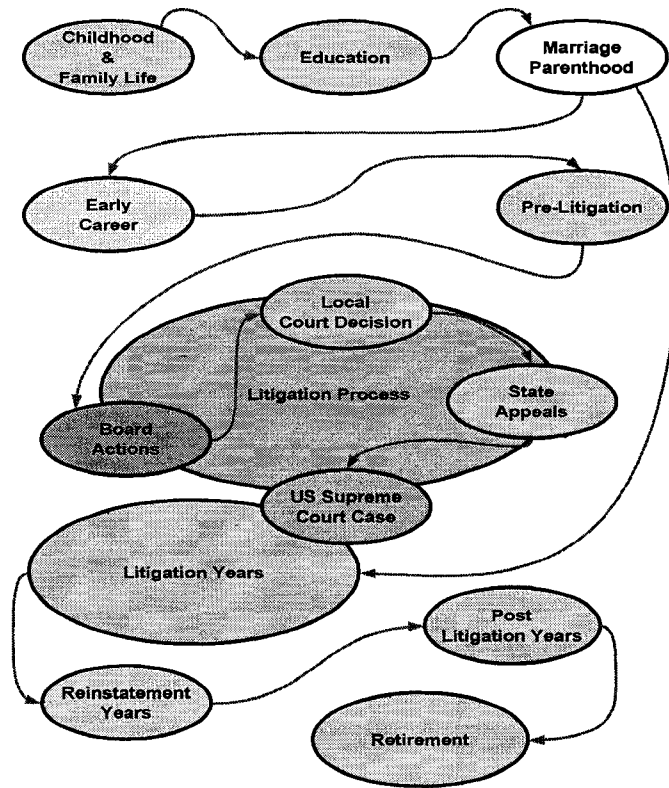 Childhood
&
Family Life
Education
Marriage
Parenthood
Early
Career
Pre-Litigation
Local
Court Decision
Litigation Process
State
Appeals
Board
Actions
US Supreme
Court Case
Litigation Years
Post
Litigation Years
Reinstatement
Years
Retirement